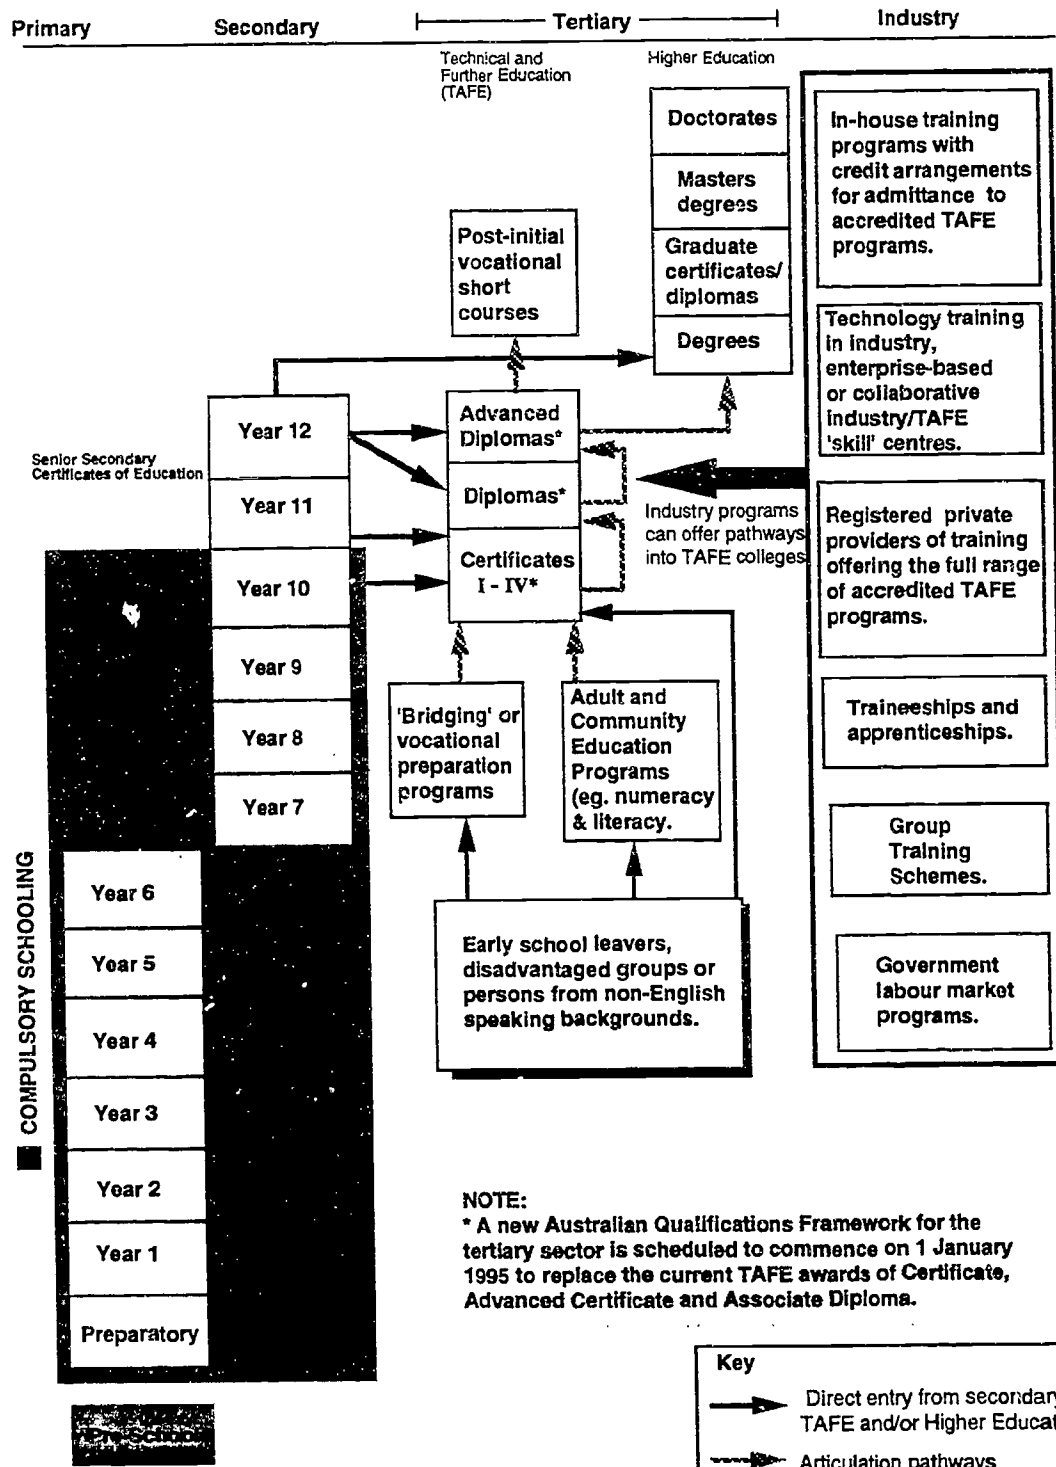 Primary
Secondary
Tertiary
Industry
Technical and
Further Education
(TAFE)
Higher Education
Doctorates
Masters
degrees
Graduate
certificates/
diplomas
Degrees
Post-initial
vocational
short
courses
Advanced
Diplomas*
Diplomas*
Certificates
I - IV*
In-house training
programs with
credit arrangements
for admittance to
accredited TAFE
programs.
Technology training
in industry,
enterprise-based
or collaborative
industry/TAFE
'skill' centres.
Industry programs
can offer pathways
into TAFE colleges
Registered private
providers of training
offering the full range
of accredited TAFE
programs.
Traineeships and
apprenticeships.
Group
Training
Schemes.
Government
labour market
programs.
Senior Secondary
Certificates of Education
Year 12
Year 11
Year 10
Year 9
Year 8
Year 7
'Bridging' or
vocational
preparation
programs
Adult and
Community
Education
Programs
(eg. numeracy
& literacy.
Early school leavers,
disadvantaged groups or
persons from non-English
speaking backgrounds.
COMPULSORY SCHOOLING
Year 6
Year 5
Year 4
Year 3
Year 2
Year 1
Preparatory
Pre-School
NOTE:
* A new Australian Qualifications Framework for the
tertiary sector is scheduled to commence on 1 January
1995 to replace the current TAFE awards of Certificate,
Advanced Certificate and Associate Diploma.
Key
Direct entry from secondary
TAFE and/or Higher Educat
Articulation pathways